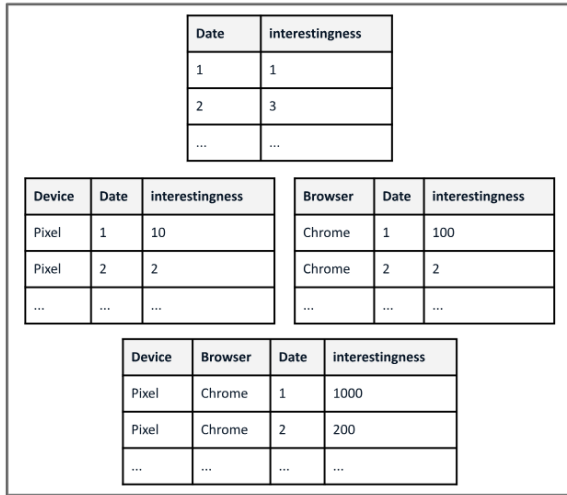 Date interestingness
1 1
2 3
... ...
Device Date interestingness
Pixel 1 10
Pixel 2 2
... ... ...
Browser Date interestingness
Chrome 1 100
Chrome 2 2
... ... ...
Device Browser Date interestingness
Pixel Chrome 1 1000
Pixel Chrome 2 200
... ... ... ...